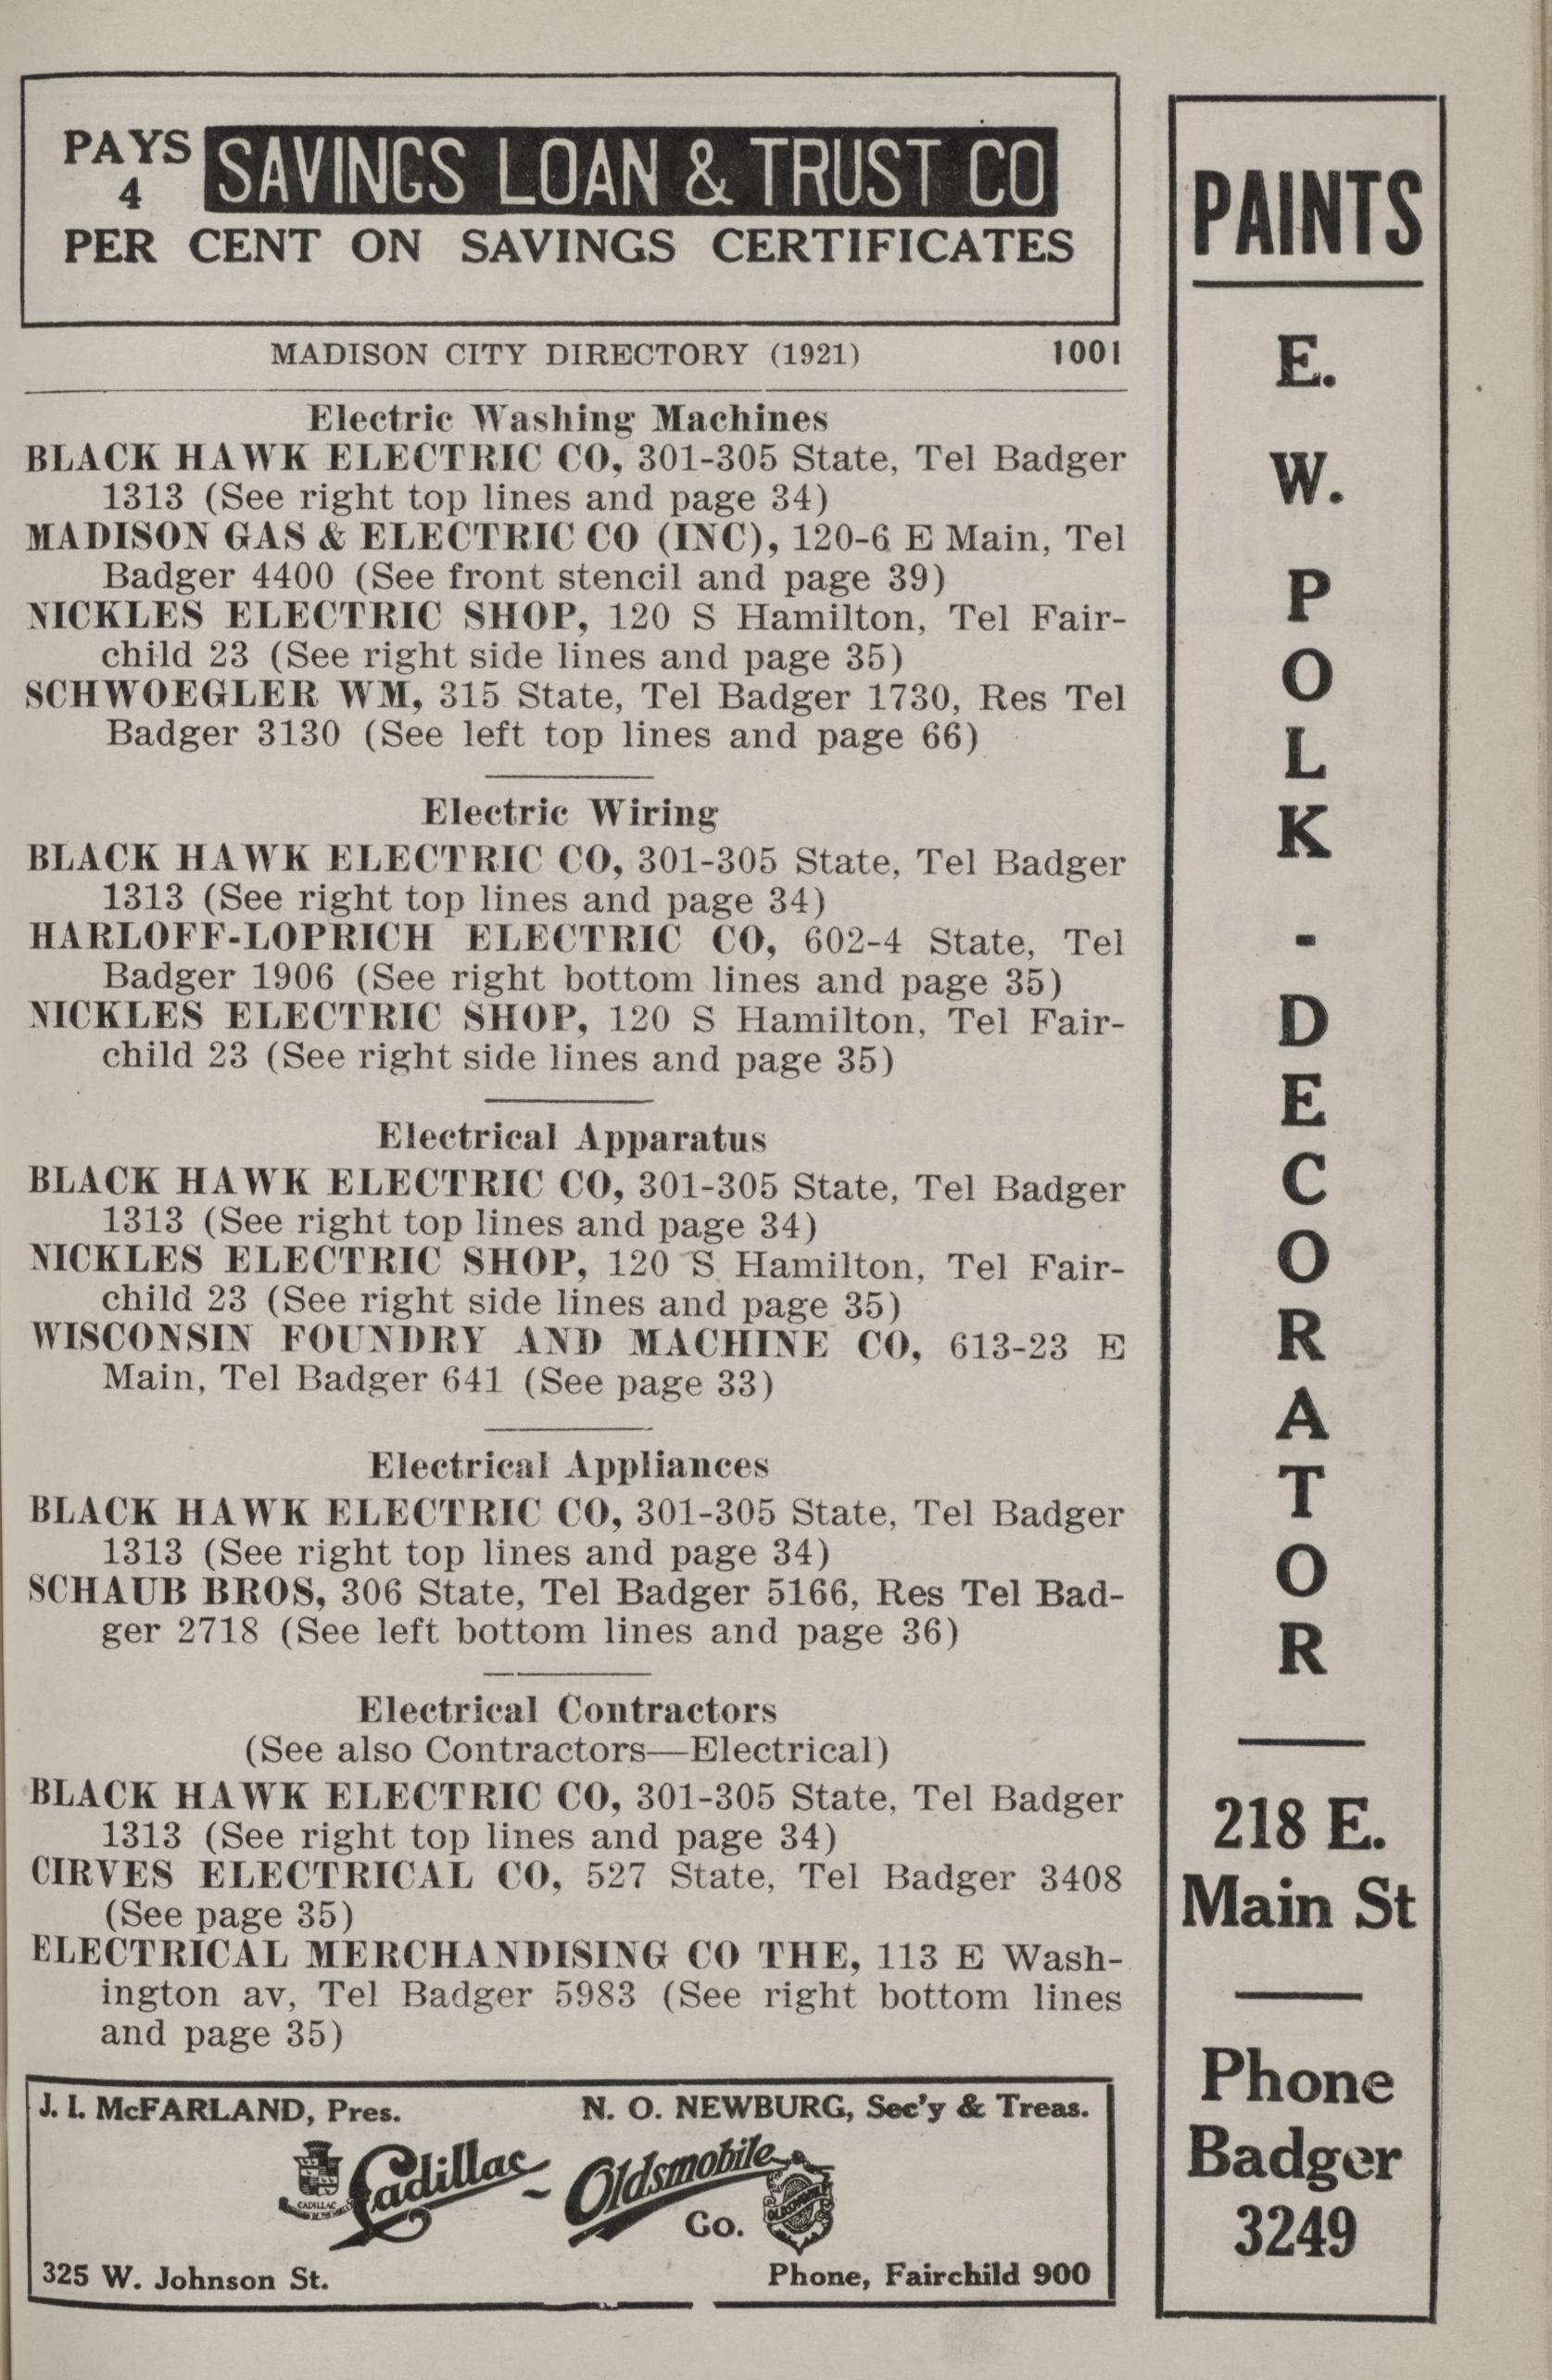 PAYS
4
SAVINGS LOAN & TRUST CO
PER CENT ON SAVINGS CERTIFICATES
MADISON CITY DIRECTORY (1921) 1001
Electric Washing Machines
BLACK HAWK ELECTRIC CO, 301-305 State, Tel Badger
1313 (See right top lines and page 34)
MADISON GAS & ELECTRIC CO (INC), 120-6 E Main, Tel
Badger 4400 (See front stencil and page 39)
NICKLES ELECTRIC SHOP, 120 S Hamilton, Tel Fair-
child 23 (See right side lines and page 35)
SCHWOEGLER WM, 315 State, Tel Badger 1730, Res Tel
Badger 3130 (See left top lines and page 66)
Electric Wiring
BLACK HAWK ELECTRIC CO, 301-305 State, Tel Badger
1313 (See right top lines and page 34)
HARLOFF-LOPRICH ELECTRIC CO, 602-4 State, Tel
Badger 1906 (See right bottom lines and page 35)
NICKLES ELECTRIC SHOP, 120 S Hamilton, Tel Fair-
child 23 (See right side lines and page 35)
Electrical Apparatus
BLACK HAWK ELECTRIC CO, 301-305 State, Tel Badger
1313 (See right top lines and page 34)
NICKLES ELECTRIC SHOP, 120 S Hamilton, Tel Fair-
child 23 (See right side lines and page 35)
WISCONSIN FOUNDRY AND MACHINE CO, 613-23 E
Main, Tel Badger 641 (See page 33)
Electrical Appliances
BLACK HAWK ELECTRIC CO, 301-305 State, Tel Badger
1313 (See right top lines and page 34)
SCHAUB BROS, 306 State, Tel Badger 5166, Res Tel Bad-
ger 2718 (See left bottom lines and page 36)
Electrical Contractors
(See also Contractors—Electrical)
BLACK HAWK ELECTRIC CO, 301-305 State, Tel Badger
1313 (See right top lines and page 34)
CIRVES ELECTRICAL CO, 527 State, Tel Badger 3408
(See page 35)
ELECTRICAL MERCHANDISING CO THE, 113 E Wash-
ington av, Tel Badger 5983 (See right bottom lines
and page 35)
J. I. McFARLAND, Pres. N. O. NEWBURG, Sec'y & Treas.
CADILLAC
Cadillac - Oldsmobile
Co.
OLDSMOBILE
325 W. Johnson St. Phone, Fairchild 900
PAINTS
E.
W.
POLK
-
DECORATOR
218 E.
Main St
Phone
Badger
3249